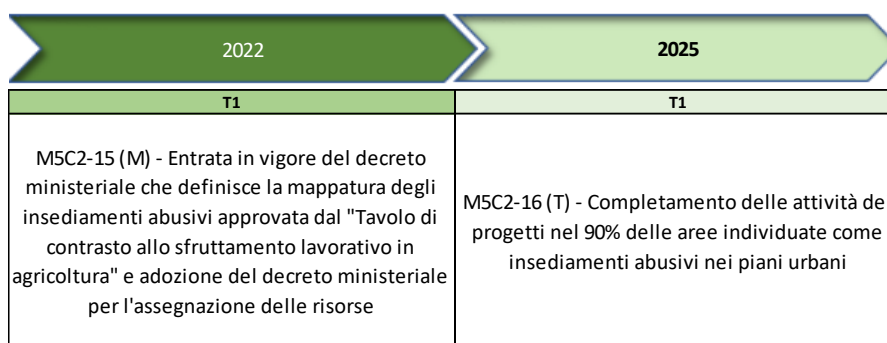 2022
2025
T1
T1
M5C2-15 (M) - Entrata in vigore del decreto
ministeriale che definisce la mappatura degli
insediamenti abusivi approvata dal "Tavolo di
contrasto allo sfruttamento lavorativo in
agricoltura" e adozione del decreto ministeriale
per l'assegnazione delle risorse
M5C2-16 (T) - Completamento delle attività de
progetti nel 90% delle aree individuate come
insediamenti abusivi nei piani urbani